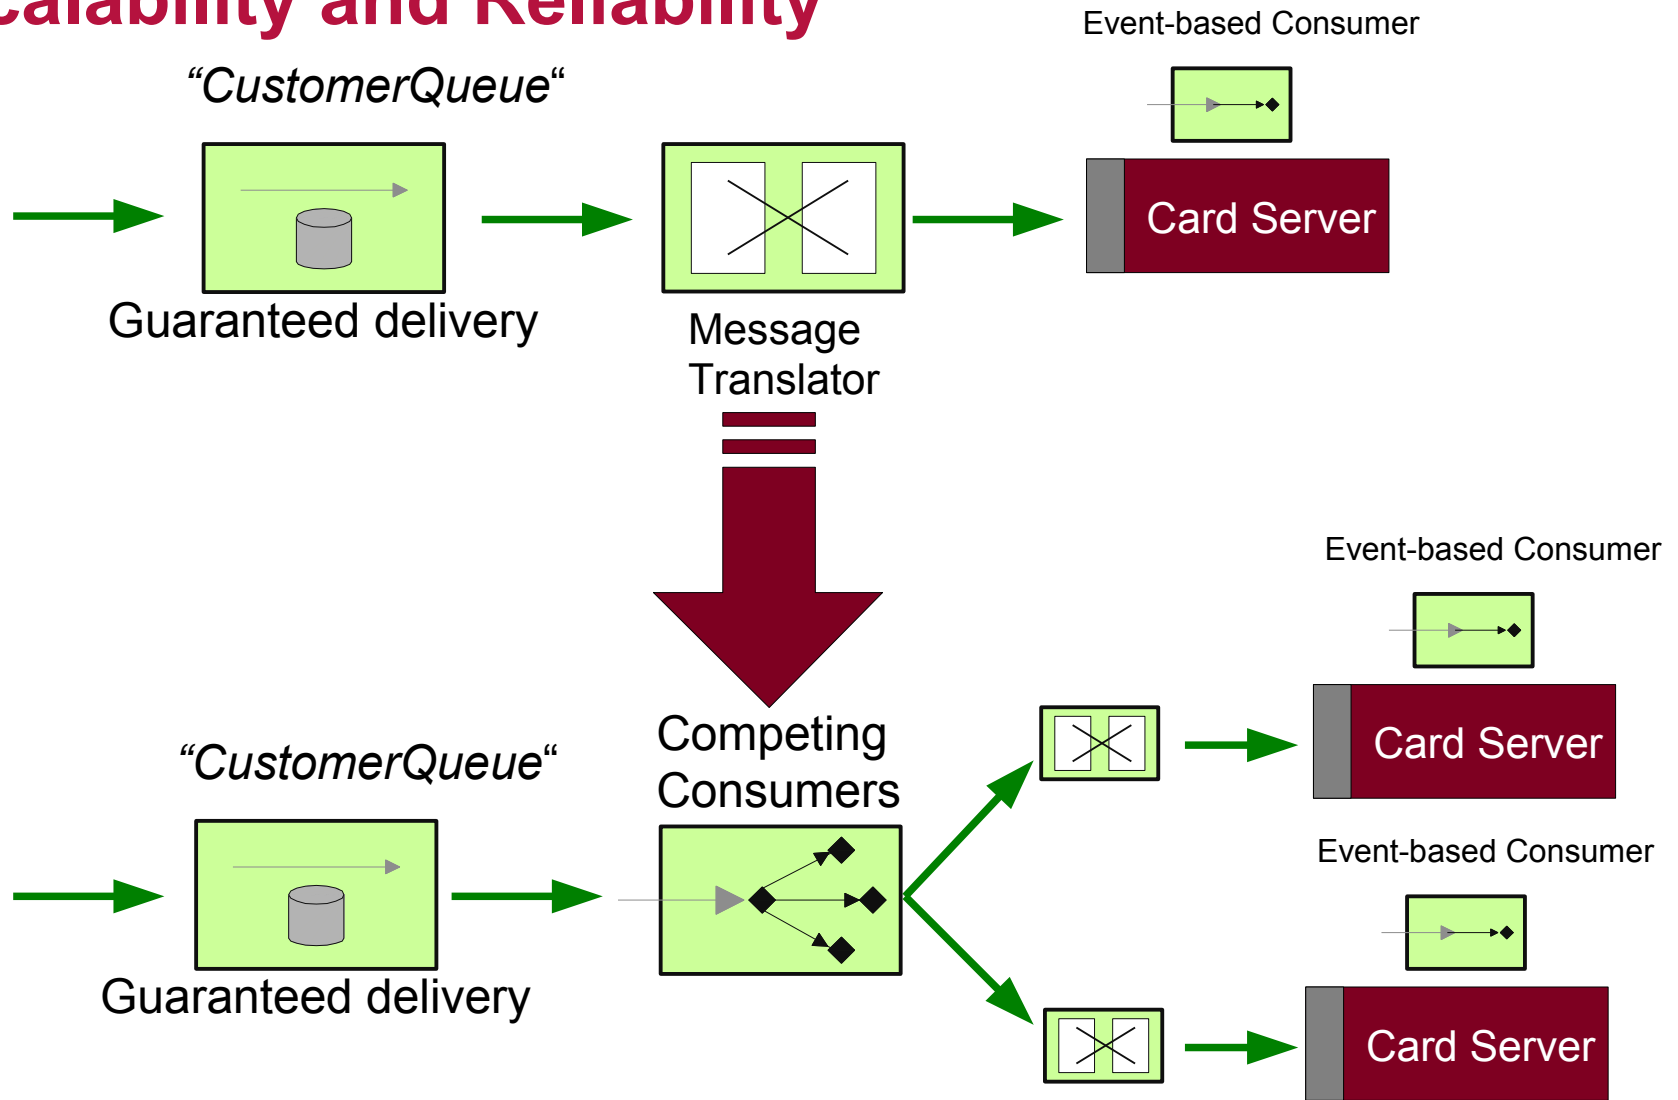 calability and Reliability
Event-based Consumer
“CustomerQueue“
Card Server
Guaranteed delivery
Message
Translator
Event-based Consumer
Competing
Consumers
Card Server
“CustomerQueue“
Event-based Consumer
Guaranteed delivery
Card Server